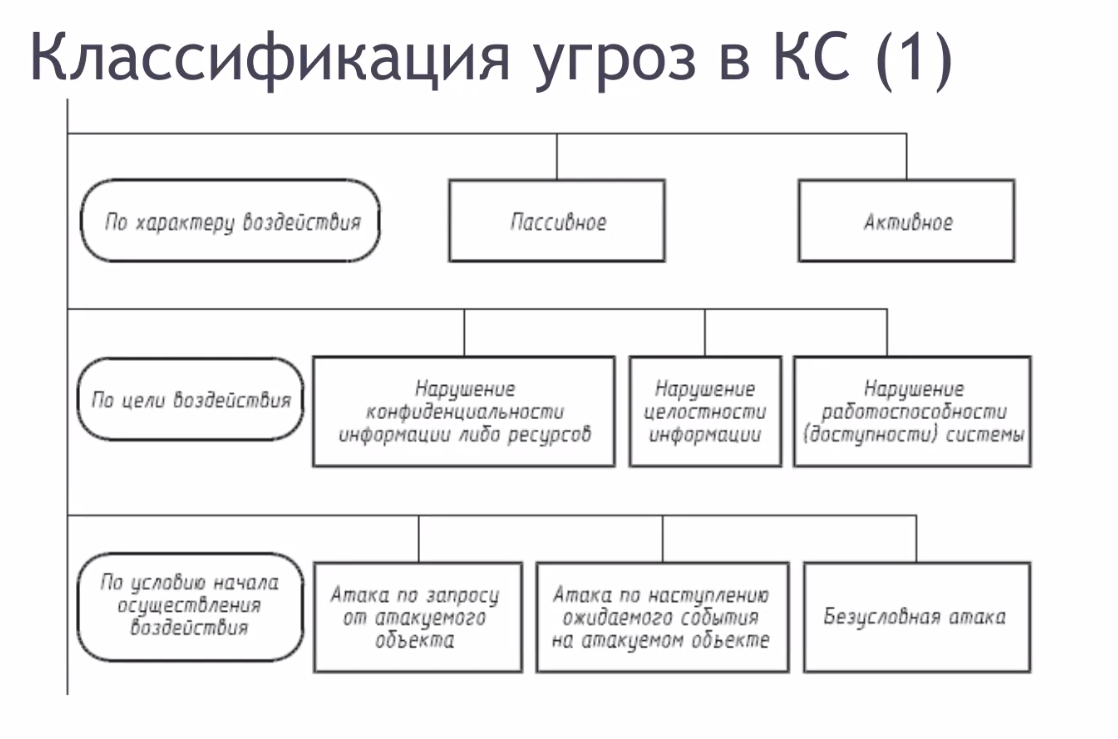 Классификация угроз в КС (1)
По характеру воздействия
Пассивное
Активное
По цели воздействия
Нарушение
конфиденциальности
информации либо ресурсов
Нарушение
целостности
информации
Нарушение
работоспособности
(доступности) системы
По условию начала
осуществления
воздействия
Атака по запросу
от атакуемого
объекта
Атака по наступлению
ожидаемого события
на атакуемом объекте
Безусловная атака